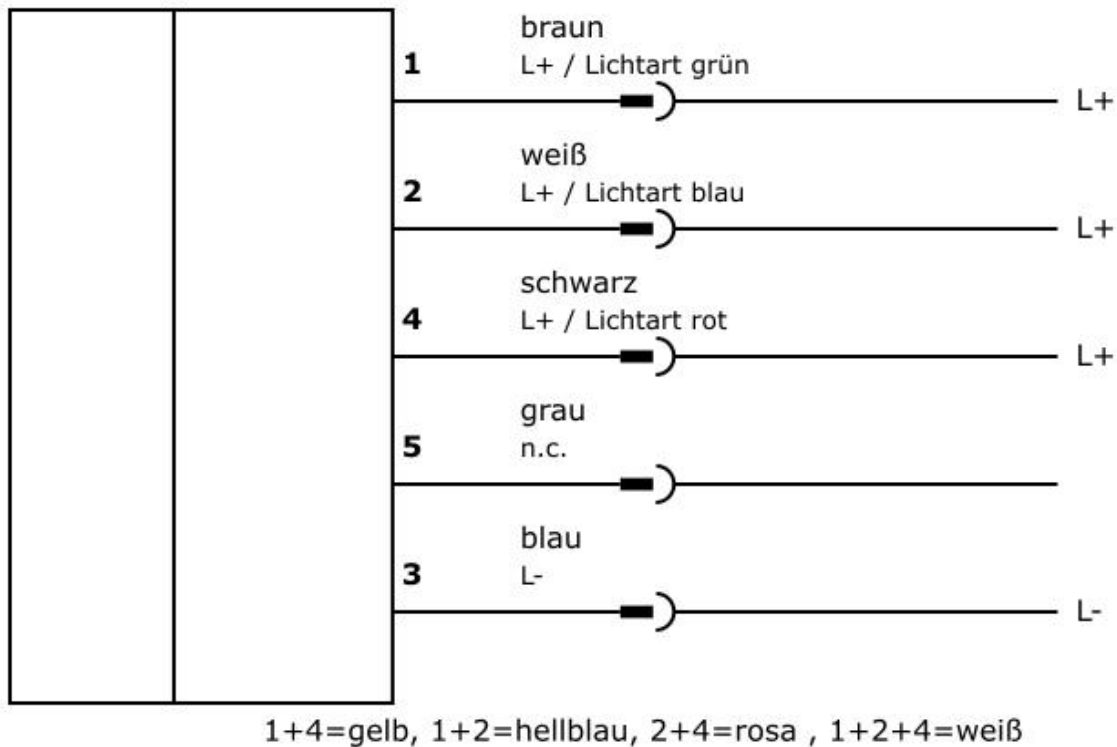 braun
1 L+ / Lichtart grün
L+
weiß
2 L+ / Lichtart blau
L+
schwarz
4 L+ / Lichtart rot
L+
grau
5 n.c.
blau
3 L-
L-
1+4=gelb, 1+2=hellblau, 2+4=rosa , 1+2+4=weiß